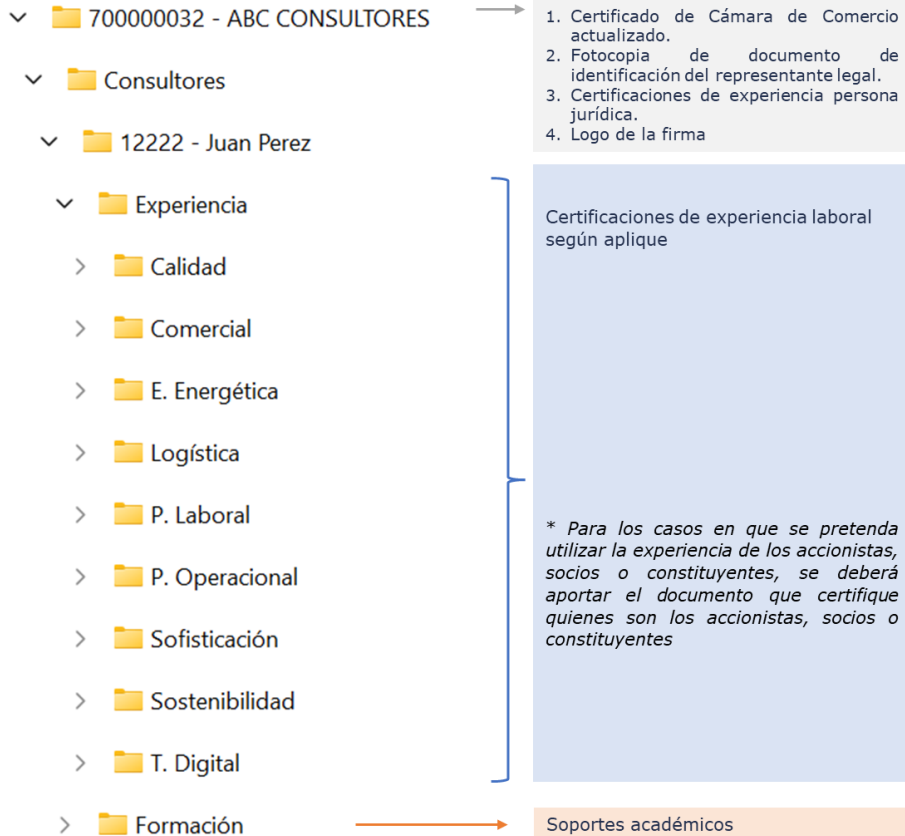 700000032 - ABC CONSULTORES
1. Certificado de Cámara de Comercio
actualizado.
2. Fotocopia de documento de
identificación del representante legal.
3. Certificaciones de experiencia persona
jurídica.
4. Logo de la firma
Consultores
12222 - Juan Perez
Experiencia
Certificaciones de experiencia laboral
según aplique
Calidad
Comercial
E. Energética
Logística
P. Laboral
P. Operacional
Sofisticación
Sostenibilidad
T. Digital
* Para los casos en que se pretenda
utilizar la experiencia de los accionistas,
socios o constituyentes, se deberá
aportar el documento que certifique
quienes son los accionistas, socios o
constituyentes
Formación
Soportes académicos